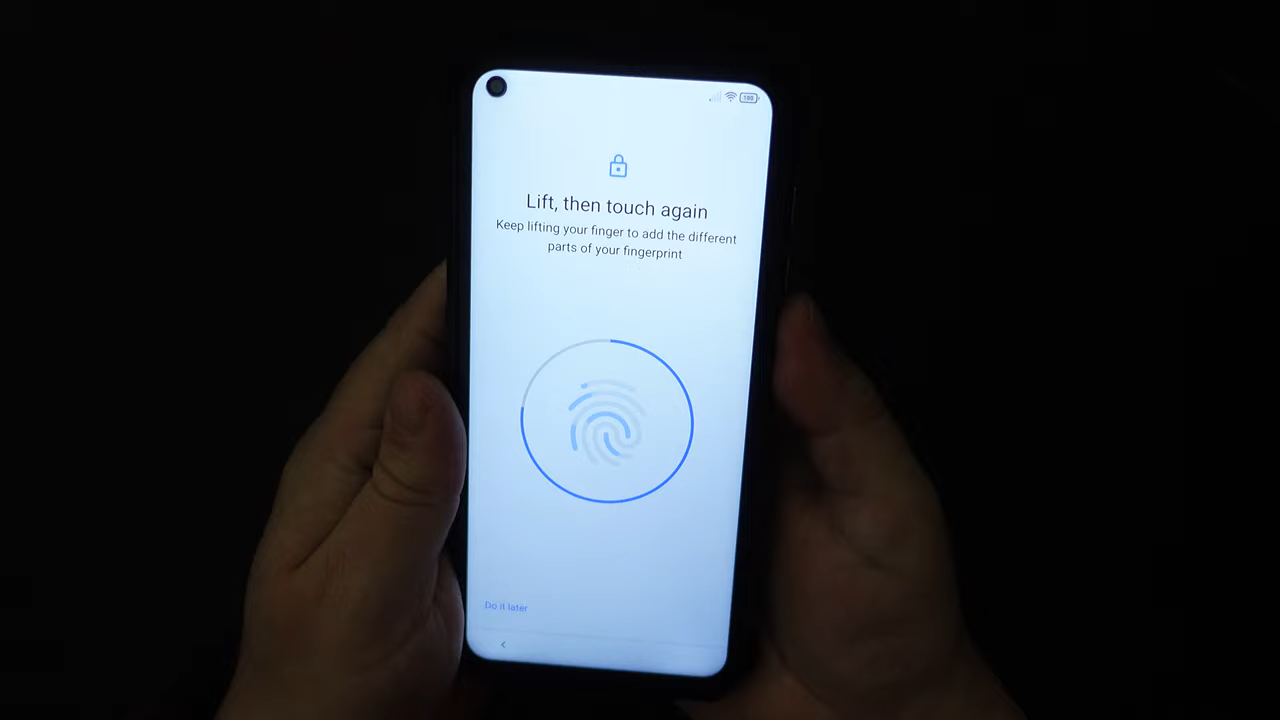 100
Lift, then touch again
Keep lifting your finger to add the different
parts of your fingerprint
Do it later